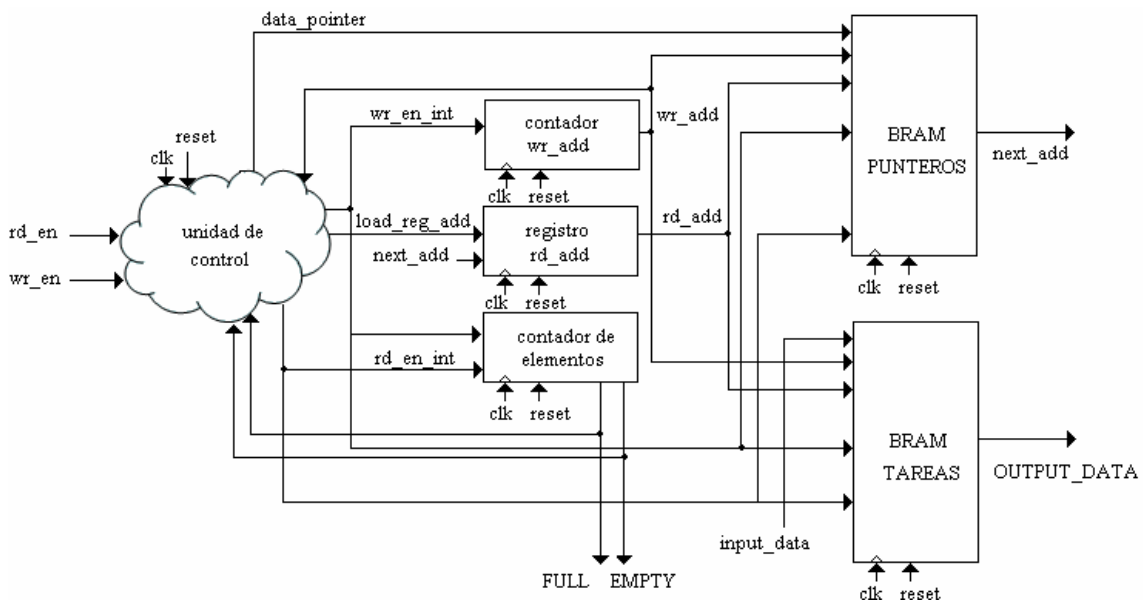 data_pointer
wr_en_int
contador
wr_add
wr_add
BRAM
PUNTEROS
next_add
reset
clk
clk
reset
rd_en
wr_en
unidad de
control
load_reg_add
next_add
registro
rd_add
rd_add
clk
reset
clk
reset
rd_en_int
contador de
elementos
clk
reset
BRAM
TAREAS
OUTPUT_DATA
input_data
FULL
EMPTY
clk
reset